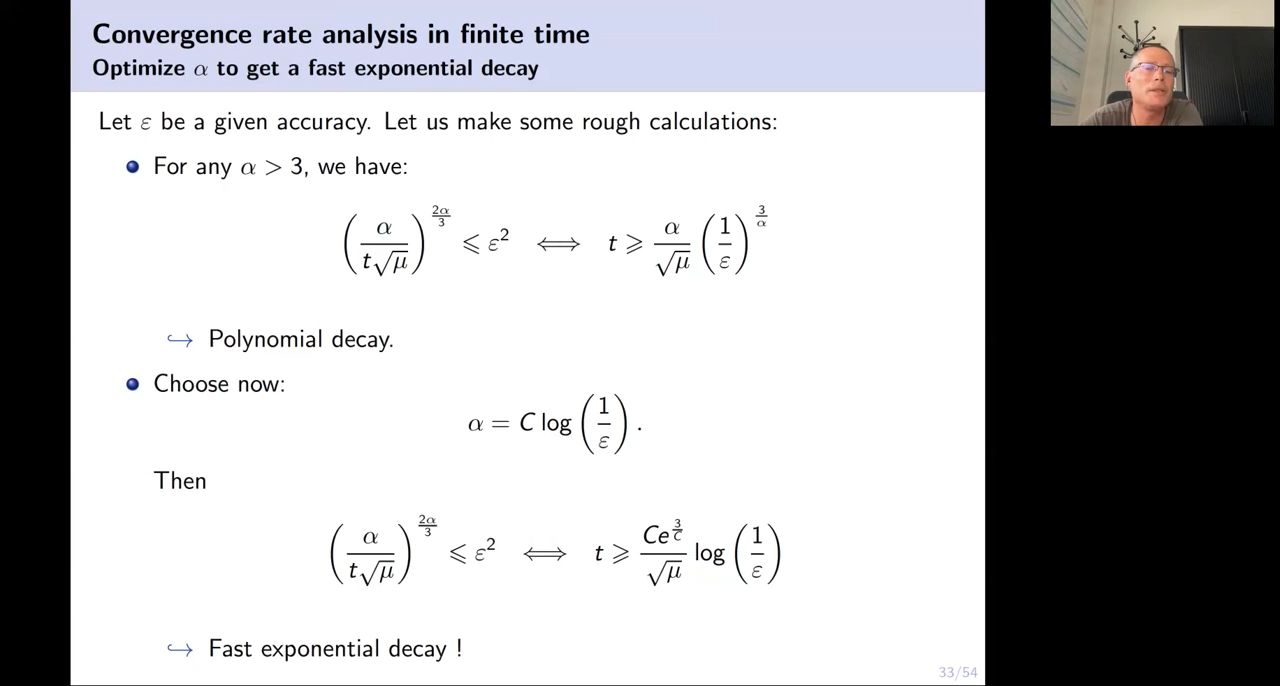 Convergence rate analysis in finite time
Optimize α to get a fast exponential decay
Let ε be a given accuracy. Let us make some rough calculations:
For any α > 3, we have:
(α / t√μ)^(2α/3) ⩽ ε² ⟺ t ⩾ α/√μ (1/ε)^(3/α)
↪ Polynomial decay.
Choose now:
α = C log(1/ε).
Then
(α / t√μ)^(2α/3) ⩽ ε² ⟺ t ⩾ Ce^(3/C)/√μ log(1/ε)
↪ Fast exponential decay !
33/54